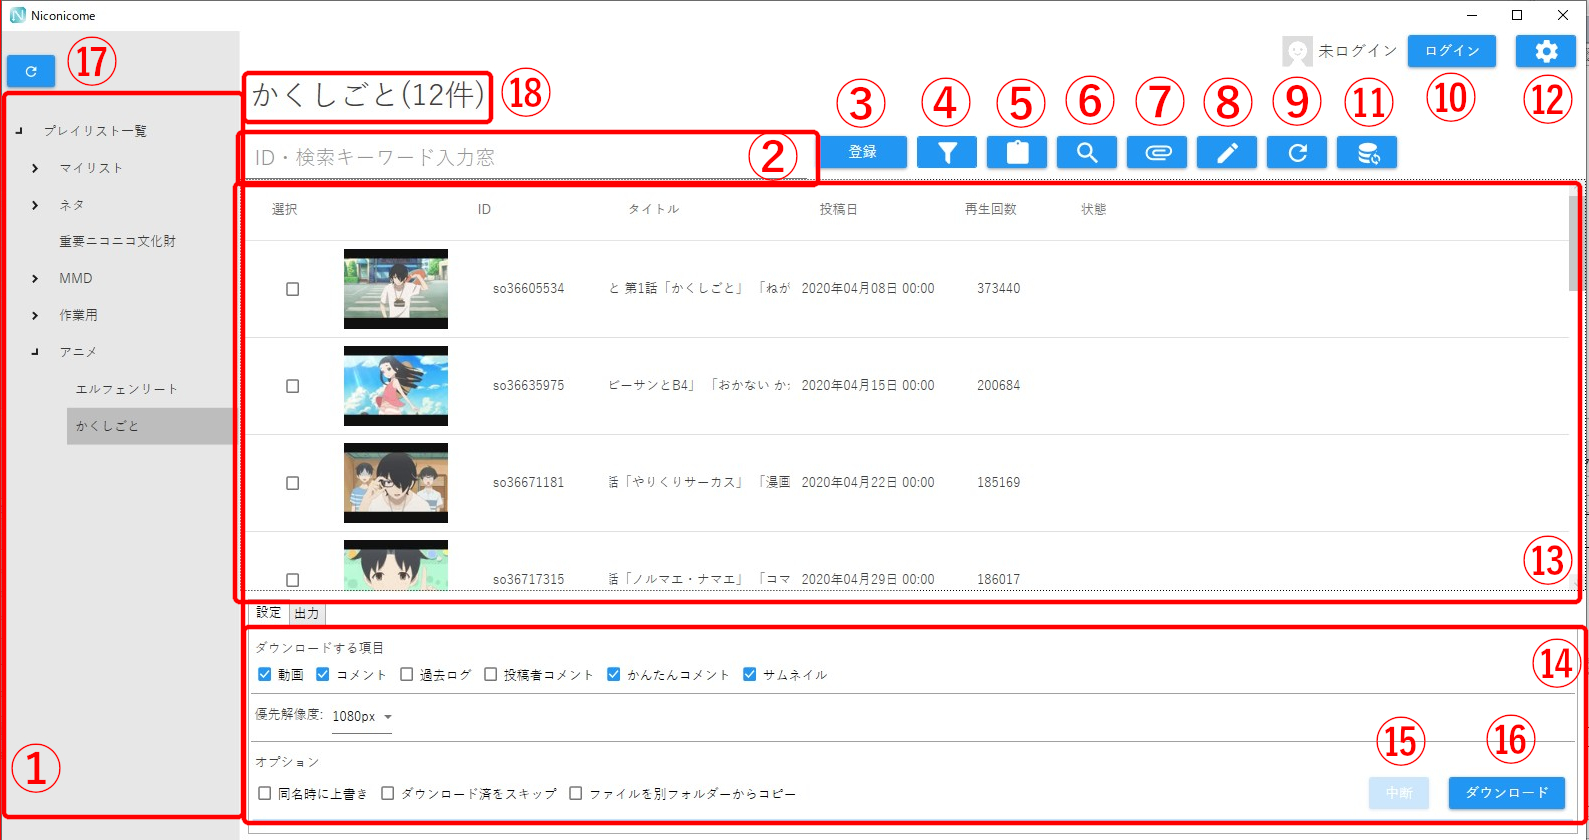 Niconicome
⑰
未ログイン
ログイン
かくしごと(12件)
⑱
③
④
⑤
⑥
⑦
⑧
⑨
⑪
⑩
⑫
ID・検索キーワード入力窓
②
登録
プレイリスト一覧
マイリスト
ネタ
重要ニコニコ文化財
MMD
作業用
アニメ
エルフェンリート
かくしごと
①
選択 ID タイトル 投稿日 再生回数 状態
so36605534 と 第1話「かくしごと」 「ねが 2020年04月08日 00:00 373440
so36635975 ビーサンとB4」 「おかない か 2020年04月15日 00:00 200684
so36671181 話「やりくりサーカス」 「漫画 2020年04月22日 00:00 185169
so36717315 話「ノルマエ・ナマエ」 「コマ 2020年04月29日 00:00 186017
⑬
設定 出力
ダウンロードする項目
⑭
動画 コメント 過去ログ 投稿者コメント かんたんコメント サムネイル
優先解像度: 1080px
⑮
⑯
オプション
同名時に上書き ダウンロード済をスキップ ファイルを別フォルダーからコピー
中断
ダウンロード